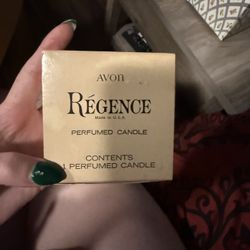 AVON
RÉGENCE
MADE IN U.S.A.
PERFUMED CANDLE
CONTENTS
1 PERFUMED CANDLE